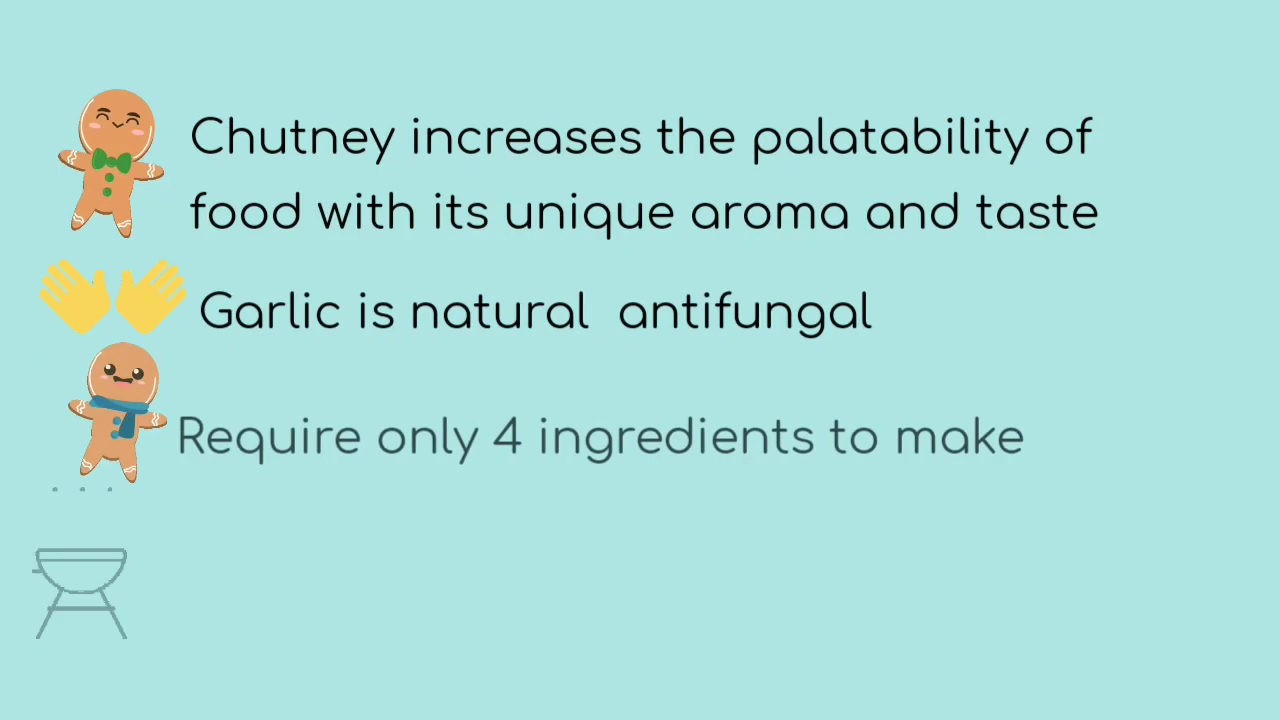 Chutney increases the palatability of
food with its unique aroma and taste
Garlic is natural antifungal
Require only 4 ingredients to make